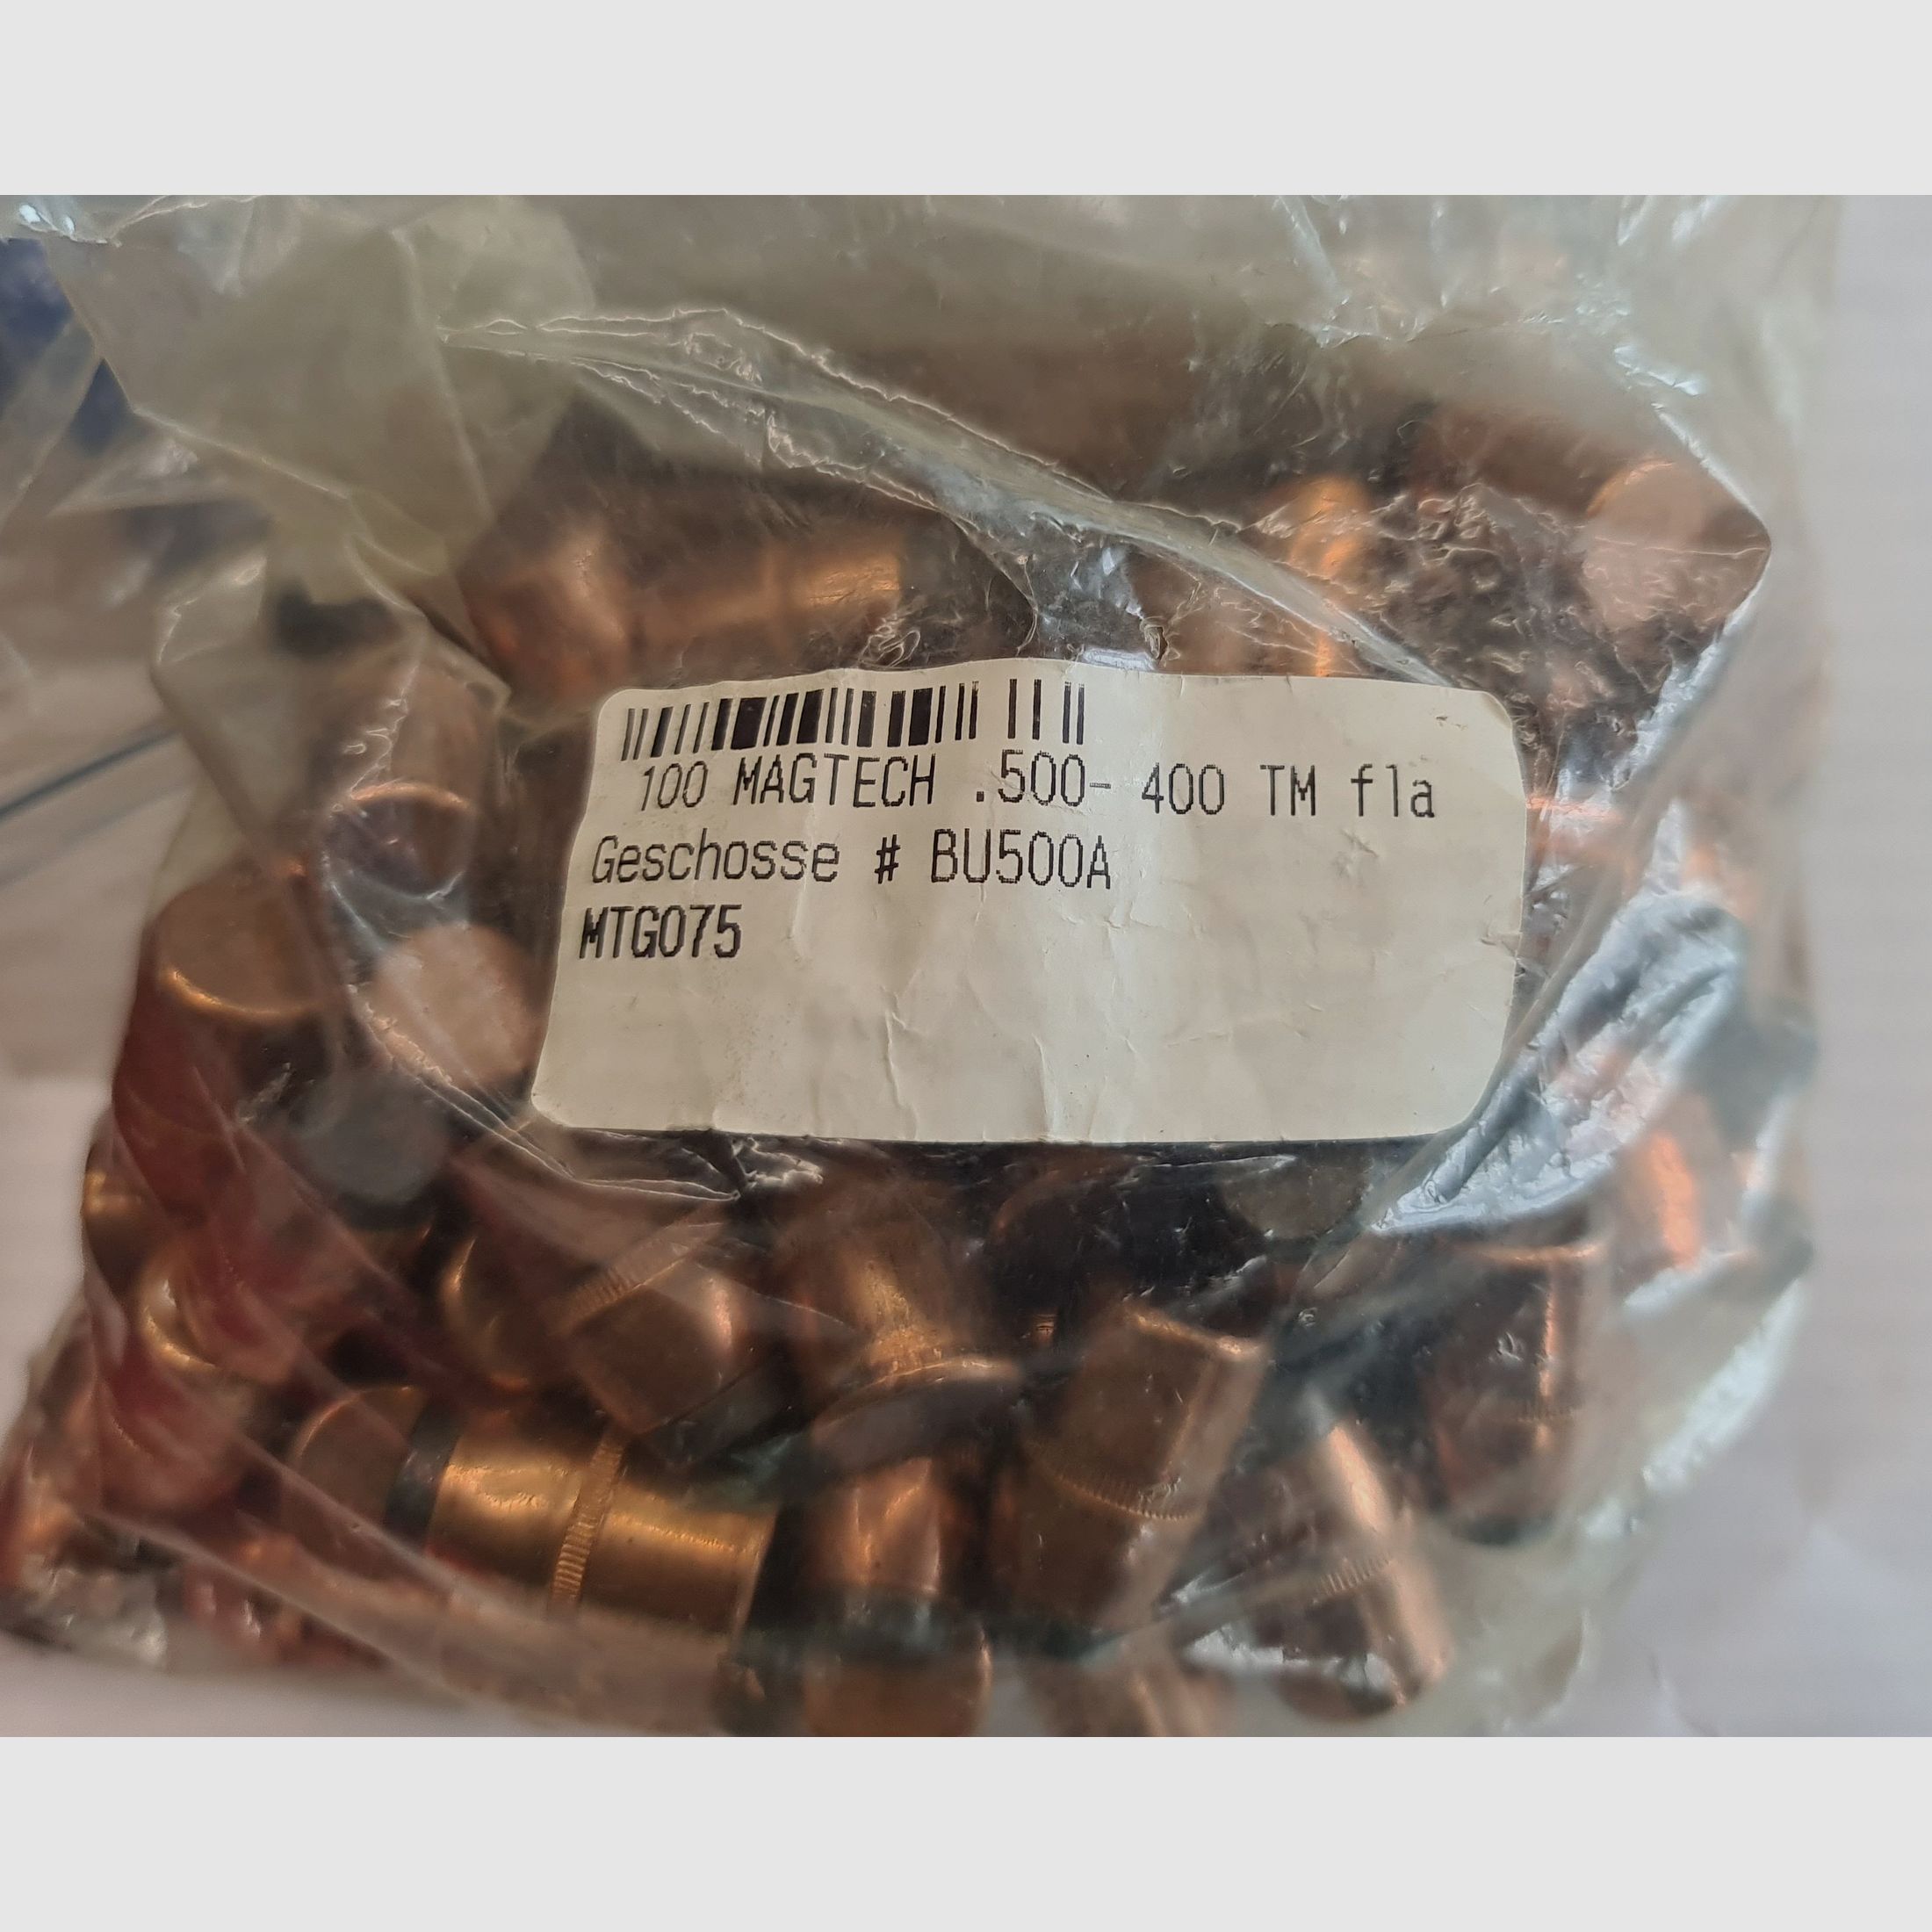 100 MAGTECH .500- 400 TM fla
Geschosse # BU500A
MTG075